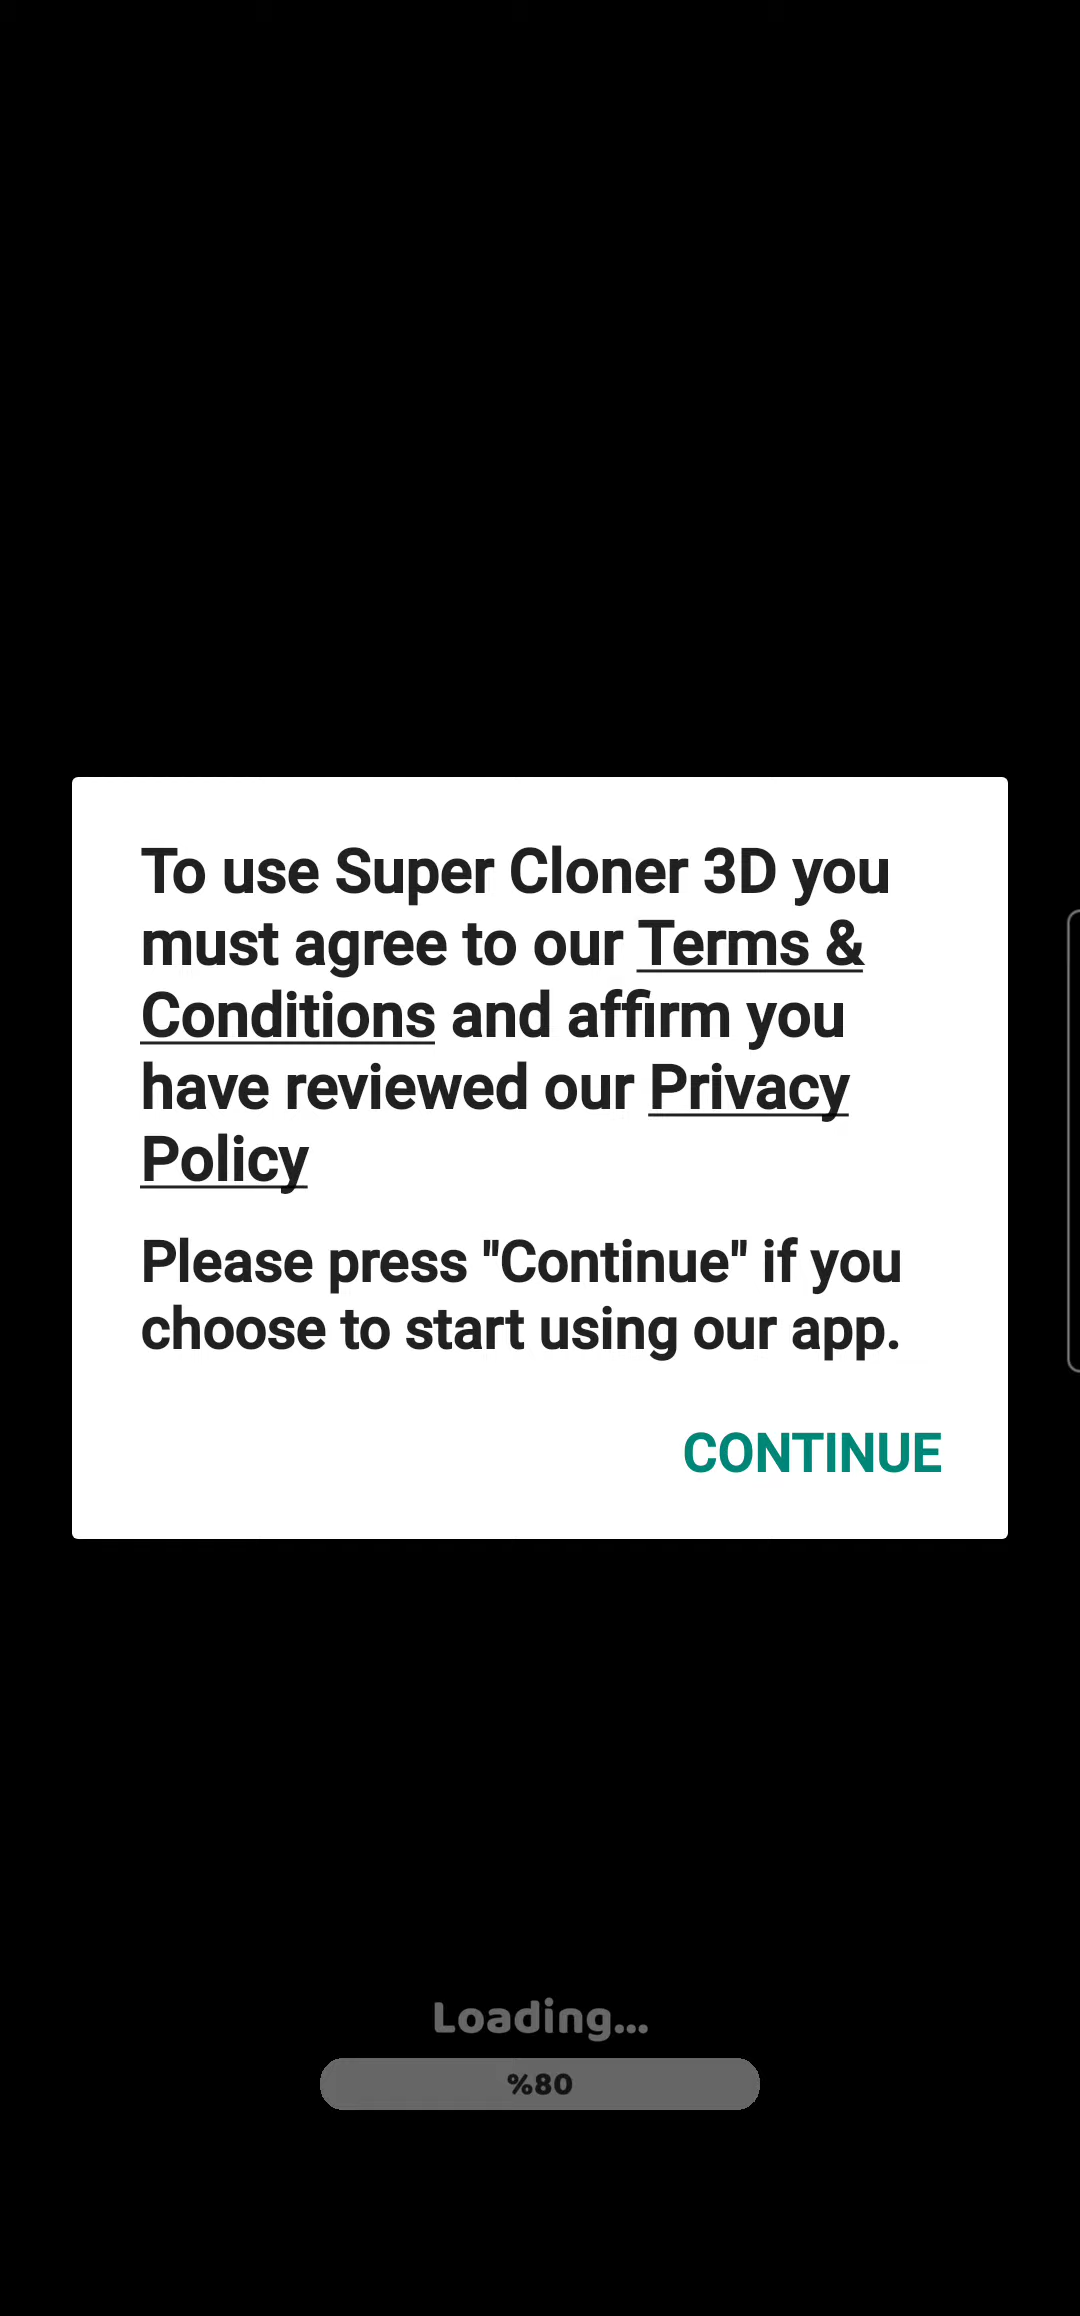 To use Super Cloner 3D you
must agree to our Terms &
Conditions and affirm you
have reviewed our Privacy
Policy
Please press "Continue" if you
choose to start using our app.
CONTINUE
Loading...
%80